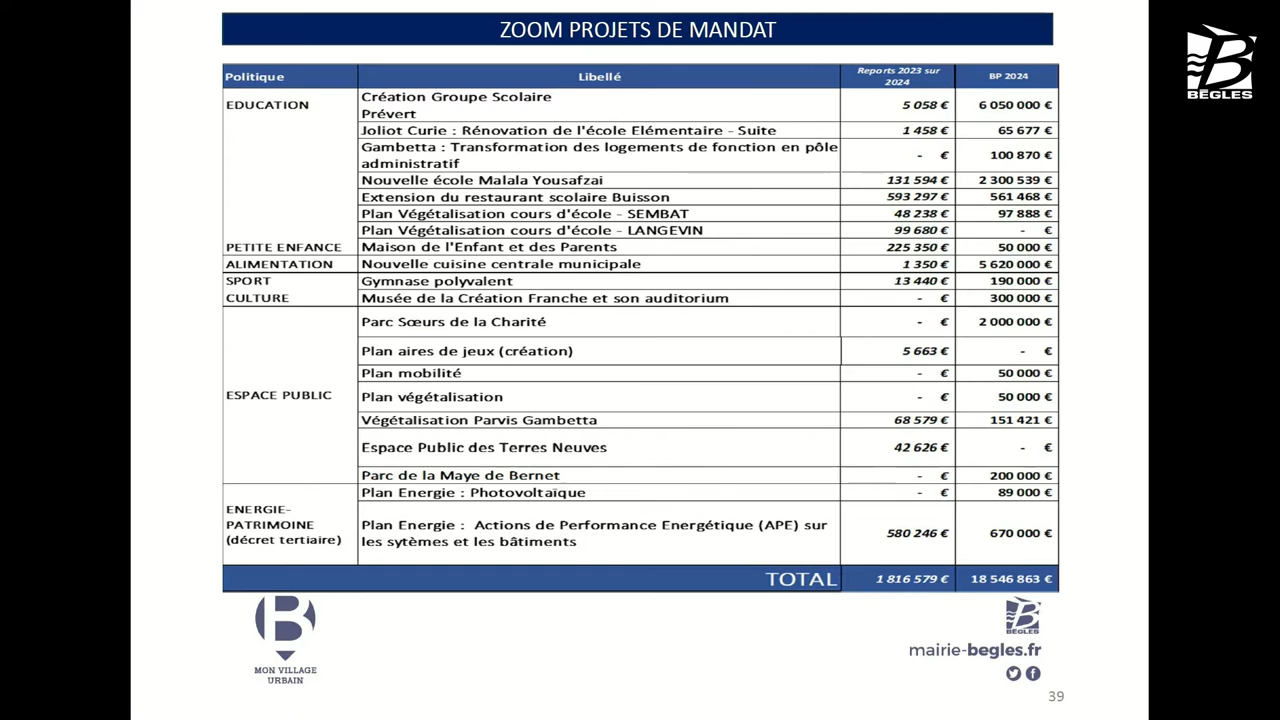 ZOOM PROJETS DE MANDAT
BEGLES
Politique Libellé Reports 2023 sur 2024 BP 2024
EDUCATION Création Groupe Scolaire Prévert 5 058 € 6 050 000 €
Joliot Curie : Rénovation de l'école Elémentaire - Suite 1 458 € 65 677 €
Gambetta : Transformation des logements de fonction en pôle administratif - € 100 870 €
Nouvelle école Malala Yousafzai 131 594 € 2 300 539 €
Extension du restaurant scolaire Buisson 593 297 € 561 468 €
Plan Végétalisation cours d'école - SEMBAT 48 238 € 97 888 €
Plan Végétalisation cours d'école - LANGEVIN 99 680 € - €
PETITE ENFANCE Maison de l'Enfant et des Parents 225 350 € 50 000 €
ALIMENTATION Nouvelle cuisine centrale municipale 1 350 € 5 620 000 €
SPORT Gymnase polyvalent 13 440 € 190 000 €
CULTURE Musée de la Création Franche et son auditorium - € 300 000 €
Parc Sœurs de la Charité - € 2 000 000 €
Plan aires de jeux (création) 5 663 € - €
Plan mobilité - € 50 000 €
ESPACE PUBLIC Plan végétalisation - € 50 000 €
Végétalisation Parvis Gambetta 68 579 € 151 421 €
Espace Public des Terres Neuves 42 626 € - €
Parc de la Maye de Bernet - € 200 000 €
Plan Energie : Photovoltaïque - € 89 000 €
ENERGIE-PATRIMOINE (décret tertiaire) Plan Energie : Actions de Performance Energétique (APE) sur les sytèmes et les bâtiments 580 246 € 670 000 €
TOTAL 1 816 579 € 18 546 863 €
B
MON VILLAGE
URBAIN
BEGLES
mairie-begles.fr
39